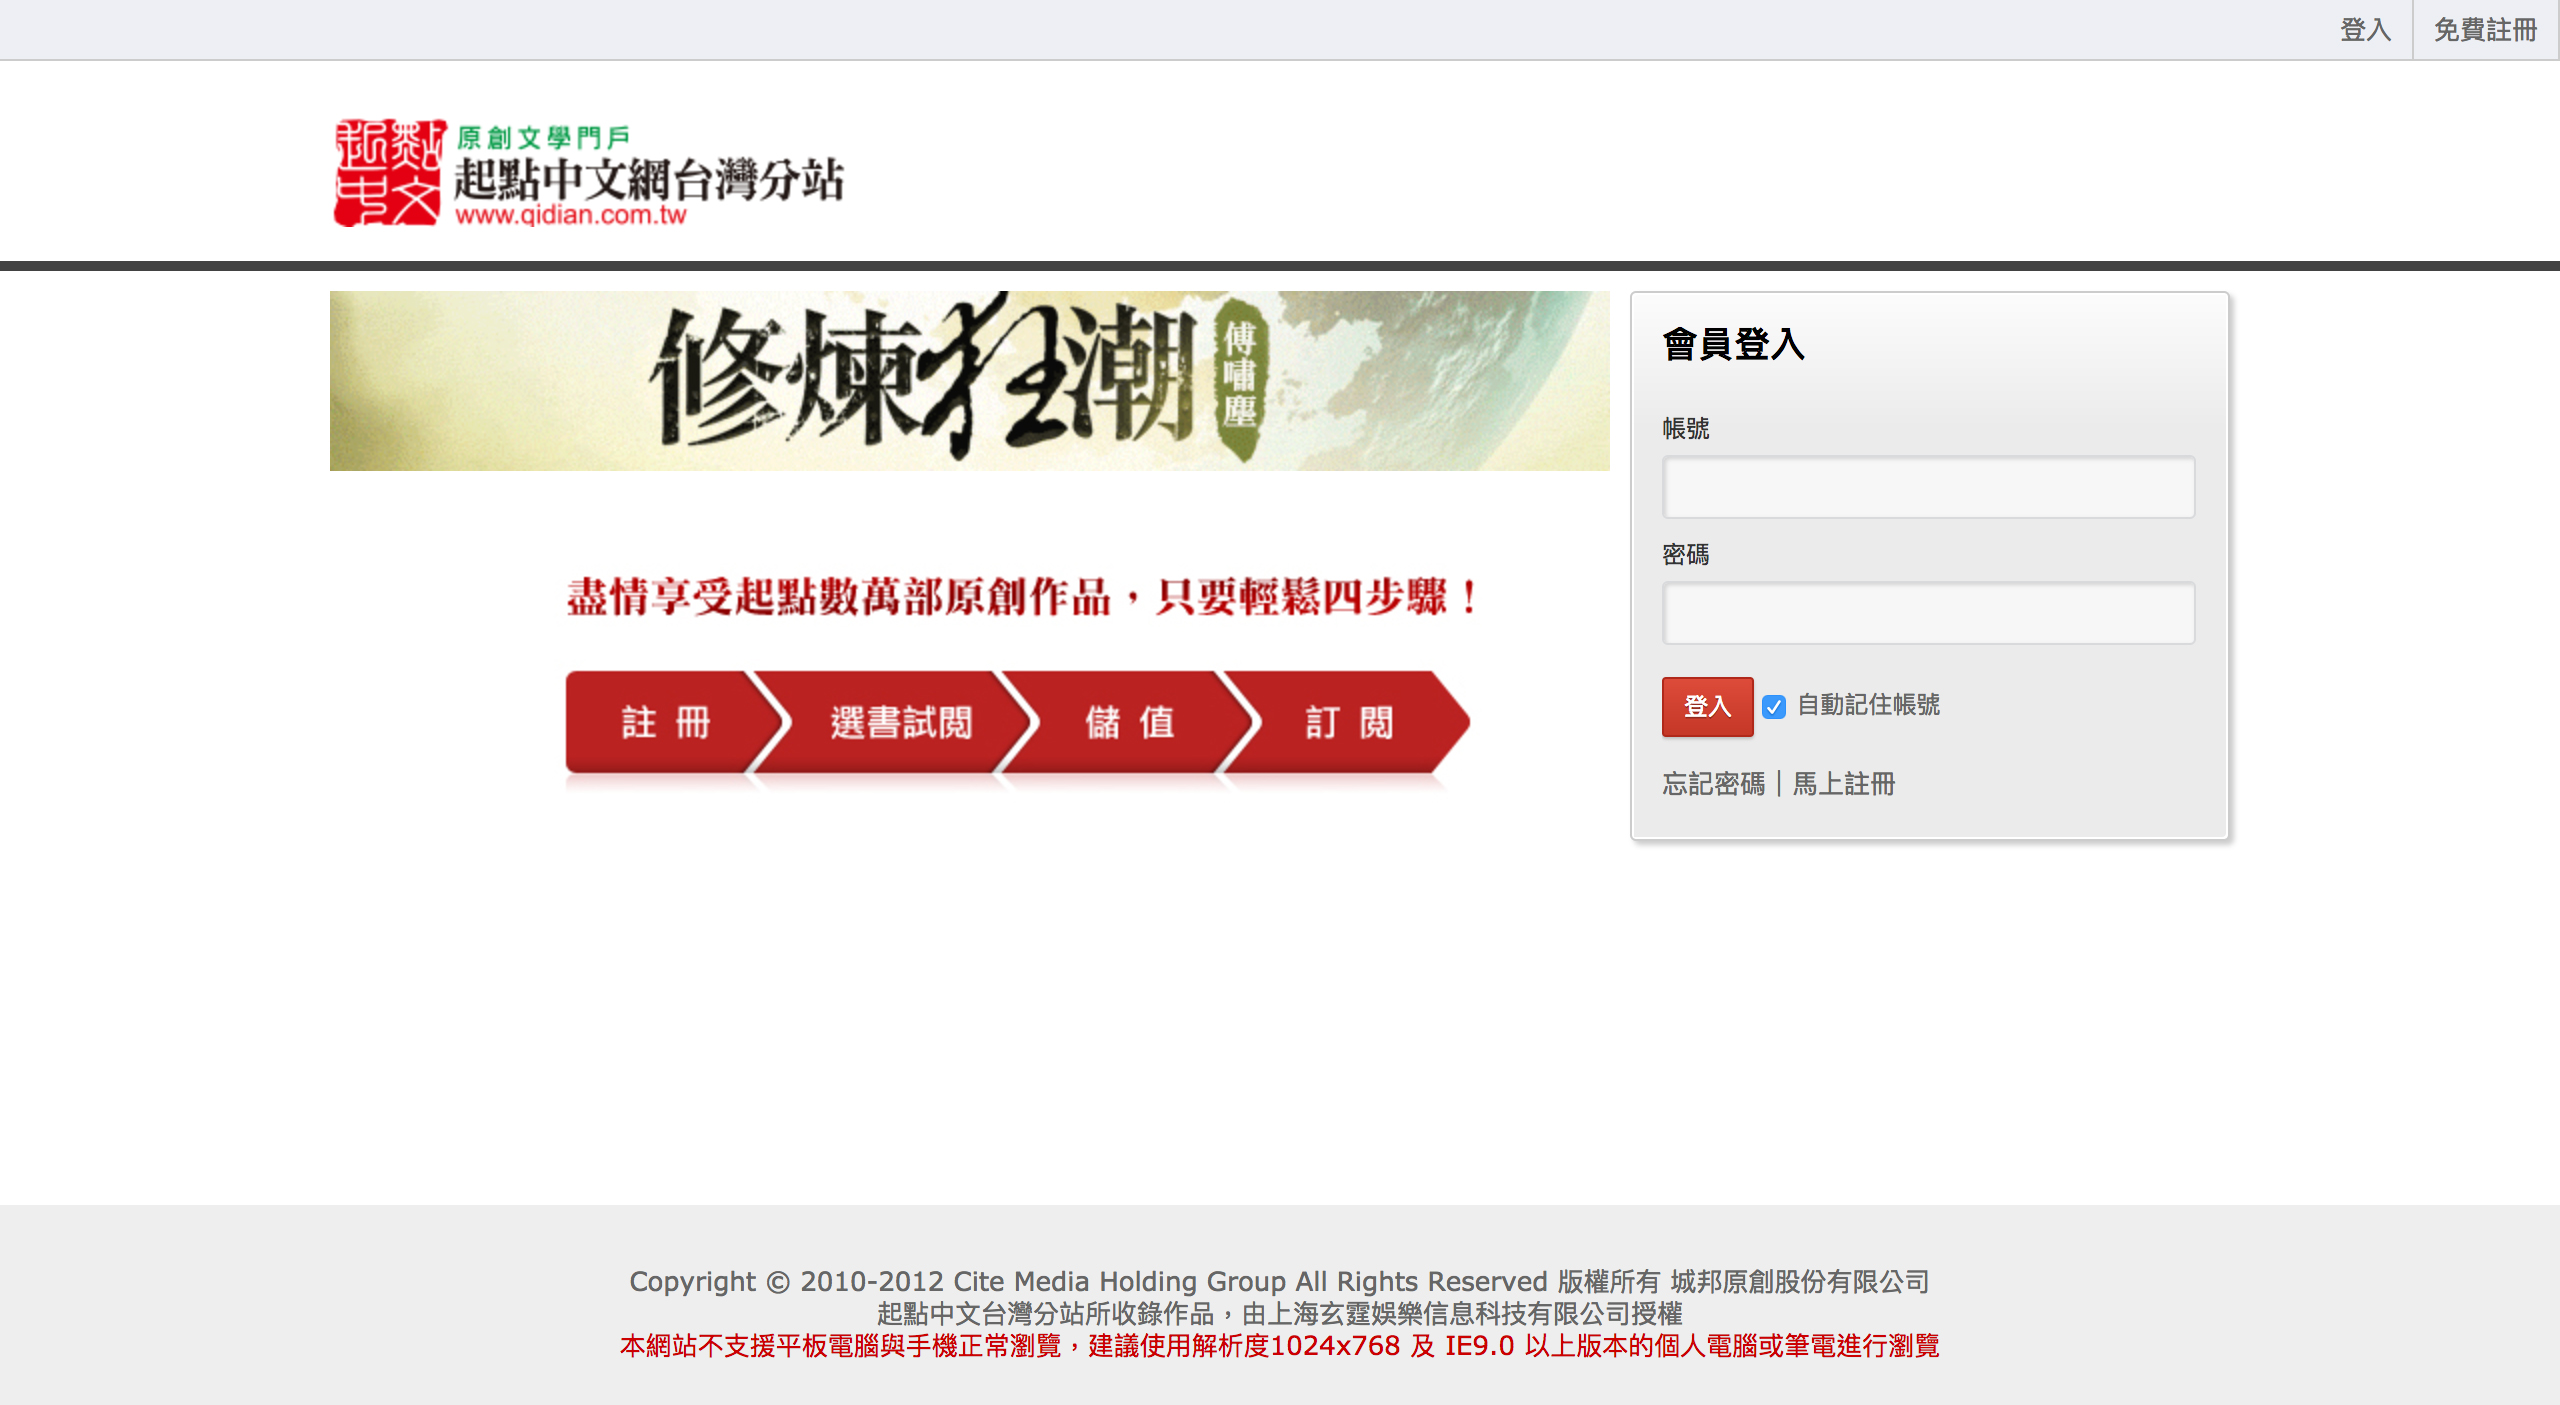 登入
免費註冊
起點中文
原創文學門戶
起點中文網台灣分站
www.qidian.com.tw
修煉狂潮
傅嘯塵
會員登入
帳號
密碼
登入 自動記住帳號
忘記密碼｜馬上註冊
盡情享受起點數萬部原創作品，只要輕鬆四步驟！
註 冊
選書試閱
儲 值
訂 閱
Copyright © 2010-2012 Cite Media Holding Group All Rights Reserved 版權所有 城邦原創股份有限公司
起點中文台灣分站所收錄作品，由上海玄霆娛樂信息科技有限公司授權
本網站不支援平板電腦與手機正常瀏覽，建議使用解析度1024x768 及 IE9.0 以上版本的個人電腦或筆電進行瀏覽